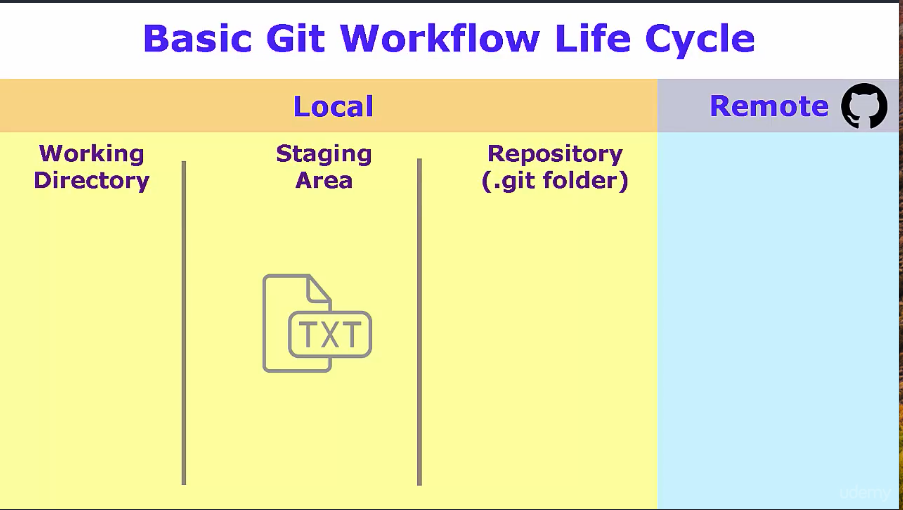 Basic Git Workflow Life Cycle
Local
Remote
Working
Directory
Staging
Area
Repository
(.git folder)
TXT
udemy